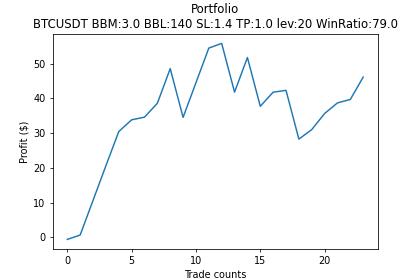 Portfolio
BTCUSDT BBM:3.0 BBL:140 SL:1.4 TP:1.0 lev:20 WinRatio:79.0
Profit ($)
50
40
30
20
10
0
0 5 10 15 20
Trade counts